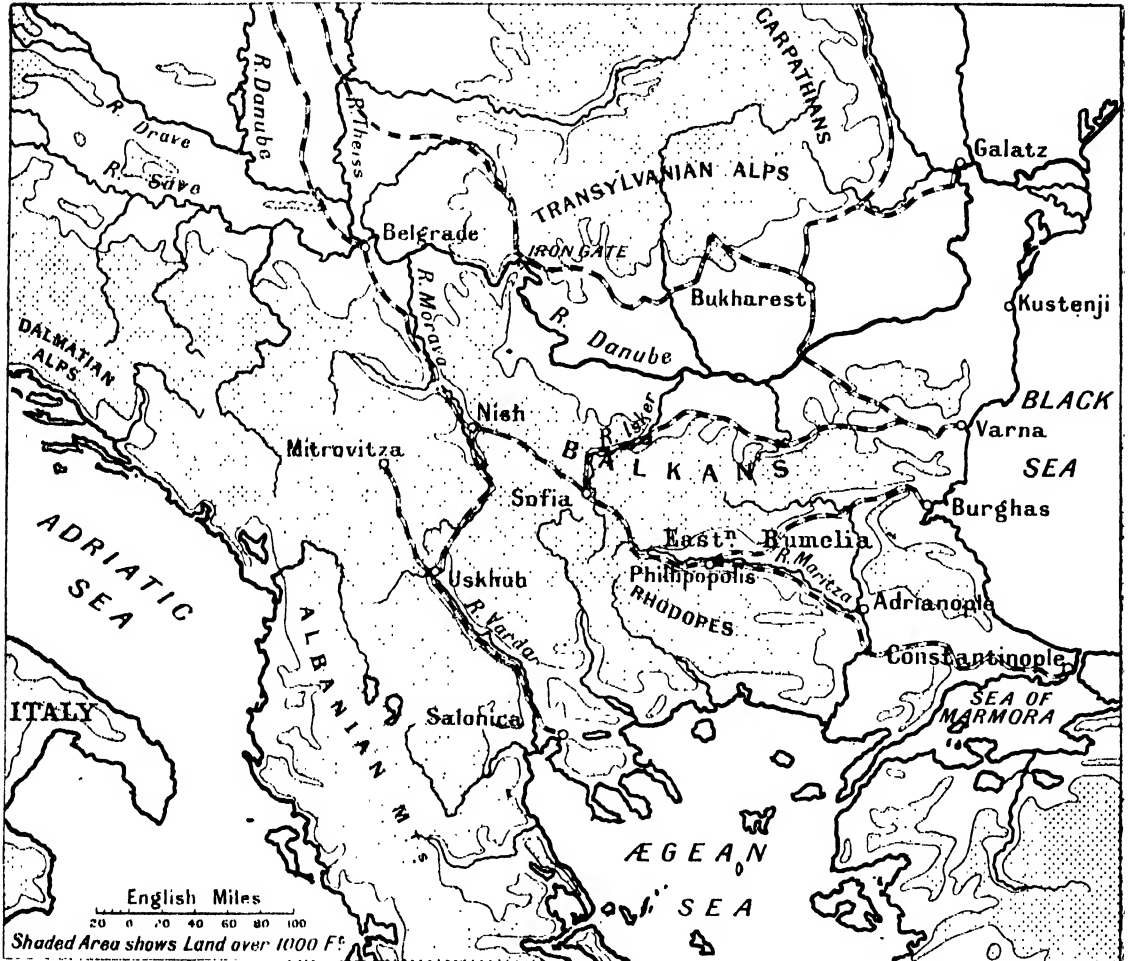 CARPATHIANS
R. Danube
R. Theiss
R. Drave
R. Save
Galatz
TRANSYLVANIAN ALPS
Belgrade
IRON GATE
R. Morava
Bukharest
Kustenji
R. Danube
DALMATIAN
ALPS
BLACK
SEA
Nish
R. Isker
Varna
Mitrovitza
BALKANS
Sofia
Burghas
ADRIATIC
SEA
Eastn Rumelia
R. Maritza
Philippopolis
Uskhub
RHODOPES
Adrianople
R. Vardar
ALBANIAN Mts
Constantinople
ITALY
Salonica
SEA OF
MARMORA
ÆGEAN
SEA
English Miles
20 0 20 40 60 80 100
Shaded Area shows Land over 1000 Ft